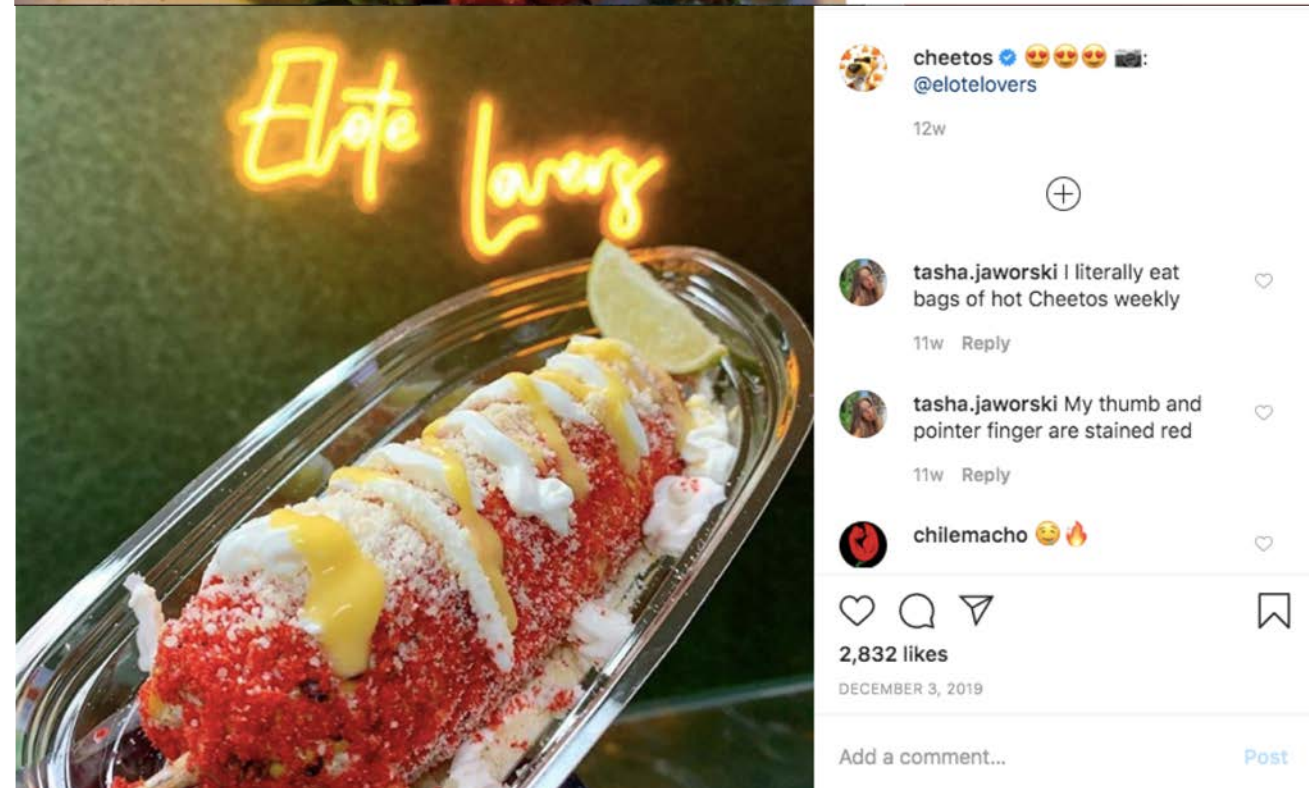 Elote
Lovers
cheetos 😍😍😍 📷:
@elotelovers
12w
tasha.jaworski I literally eat
bags of hot Cheetos weekly
11w Reply
tasha.jaworski My thumb and
pointer finger are stained red
11w Reply
chilemacho 🤤🔥
2,832 likes
DECEMBER 3, 2019
Add a comment... Post